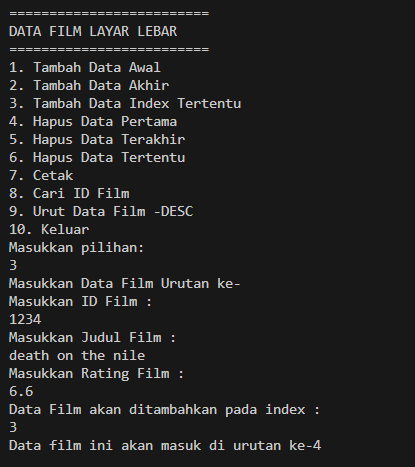 =========================
DATA FILM LAYAR LEBAR
=========================
1. Tambah Data Awal
2. Tambah Data Akhir
3. Tambah Data Index Tertentu
4. Hapus Data Pertama
5. Hapus Data Terakhir
6. Hapus Data Tertentu
7. Cetak
8. Cari ID Film
9. Urut Data Film -DESC
10. Keluar
Masukkan pilihan:
3
Masukkan Data Film Urutan ke-
Masukkan ID Film :
1234
Masukkan Judul Film :
death on the nile
Masukkan Rating Film :
6.6
Data Film akan ditambahkan pada index :
3
Data film ini akan masuk di urutan ke-4